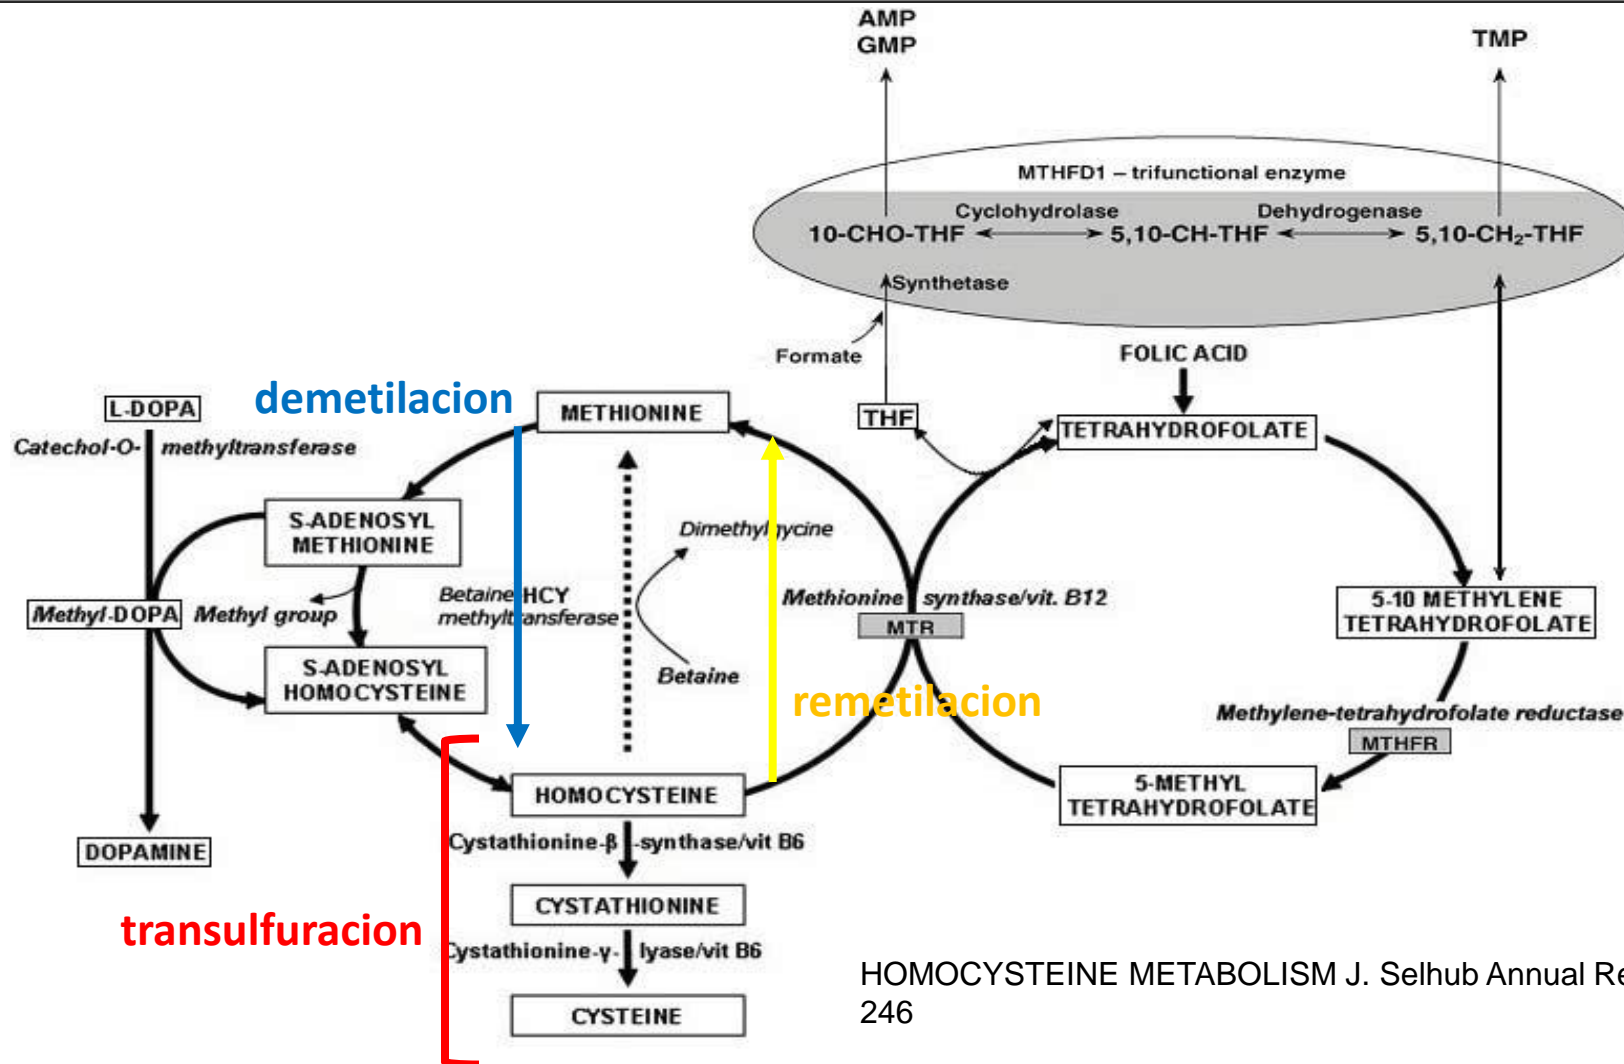 AMP
GMP
TMP
MTHFD1 – trifunctional enzyme
Cyclohydrolase
Dehydrogenase
10-CHO-THF
5,10-CH-THF
5,10-CH₂-THF
Synthetase
Formate
FOLIC ACID
THF
TETRAHYDROFOLATE
demetilacion
L-DOPA
METHIONINE
Catechol-O- methyltransferase
S-ADENOSYL
METHIONINE
Dimethylgycine
Betaine HCY
methyltransferase
Methionine synthase/vit. B12
MTR
5-10 METHYLENE
TETRAHYDROFOLATE
Methyl-DOPA
Methyl group
S-ADENOSYL
HOMOCYSTEINE
Betaine
remetilacion
Methylene-tetrahydrofolate reductase
MTHFR
HOMOCYSTEINE
5-METHYL
TETRAHYDROFOLATE
Cystathionine-β -synthase/vit B6
DOPAMINE
CYSTATHIONINE
transulfuracion
Cystathionine-γ- lyase/vit B6
CYSTEINE
HOMOCYSTEINE METABOLISM J. Selhub Annual Re
246